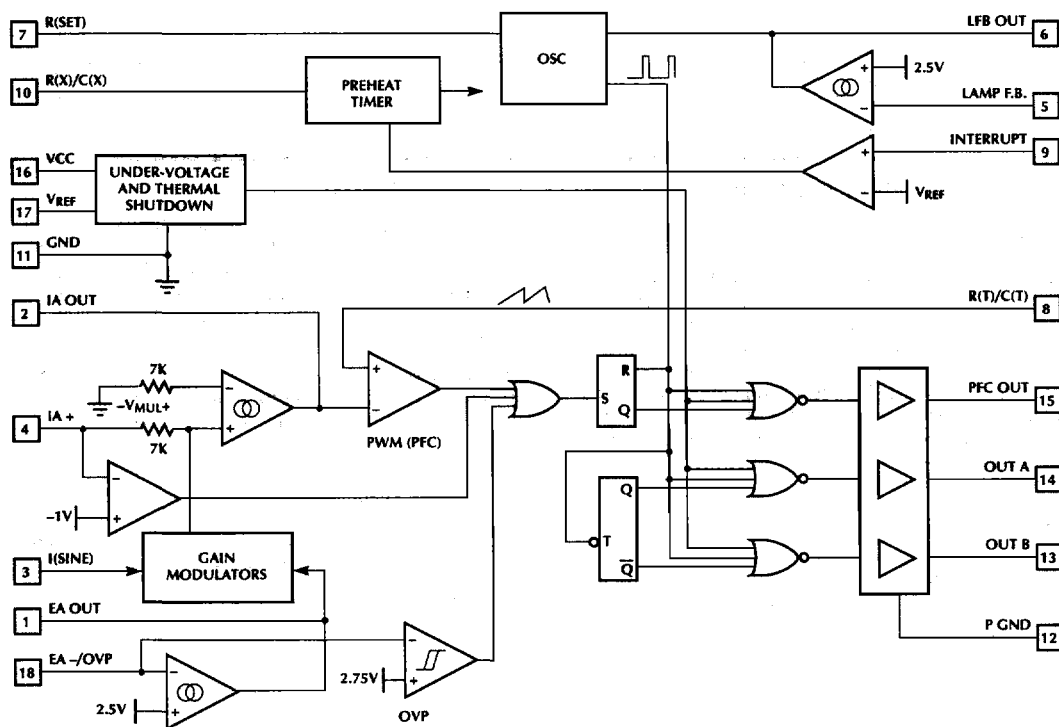 7 R(SET)
OSC
LFB OUT 6
2.5V
10 R(X)/C(X)
PREHEAT
TIMER
LAMP F.B. 5
+
−
INTERRUPT 9
+
−
VREF
16 VCC
UNDER-VOLTAGE
AND THERMAL
SHUTDOWN
17 VREF
11 GND
2 IA OUT
R(T)/C(T) 8
7K
−VMUL+
4 IA +
7K
−
+
+
−
PWM (PFC)
S
R
Q
PFC OUT 15
−
+
−1V
Q
T
Q
OUT A 14
3 I(SINE)
GAIN
MODULATORS
OUT B 13
1 EA OUT
P GND 12
18 EA −/OVP
−
+
2.5V
−
+
2.75V
OVP